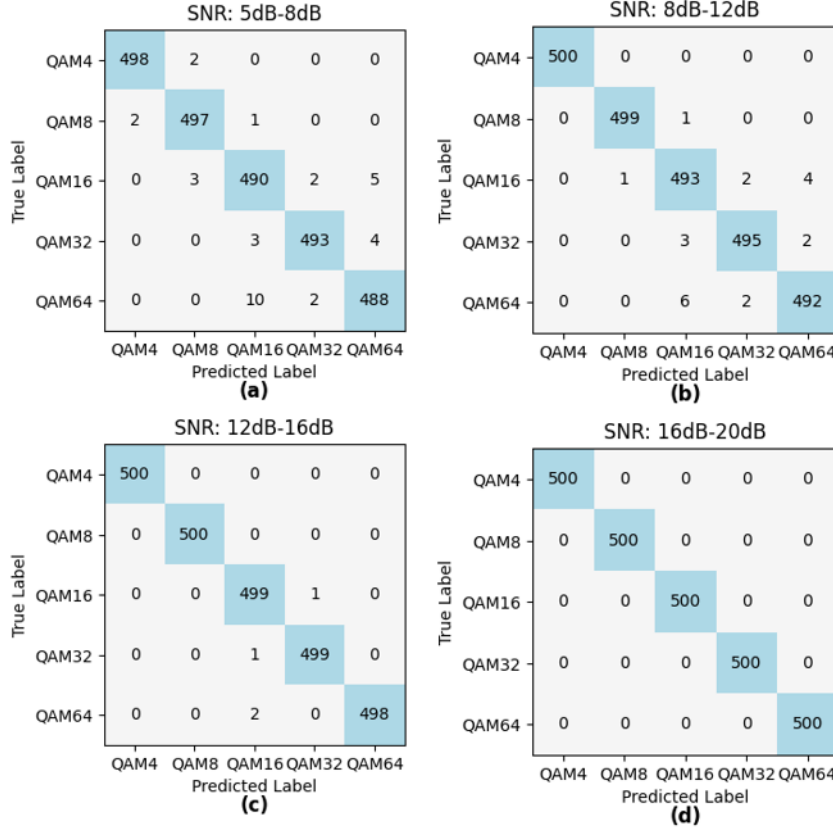 SNR: 5dB-8dB
True Label
QAM4 498 2 0 0 0
QAM8 2 497 1 0 0
QAM16 0 3 490 2 5
QAM32 0 0 3 493 4
QAM64 0 0 10 2 488
QAM4 QAM8 QAM16 QAM32 QAM64
Predicted Label
(a)
SNR: 8dB-12dB
True Label
QAM4 500 0 0 0 0
QAM8 0 499 1 0 0
QAM16 0 1 493 2 4
QAM32 0 0 3 495 2
QAM64 0 0 6 2 492
QAM4 QAM8 QAM16 QAM32 QAM64
Predicted Label
(b)
SNR: 12dB-16dB
True Label
QAM4 500 0 0 0 0
QAM8 0 500 0 0 0
QAM16 0 0 499 1 0
QAM32 0 0 1 499 0
QAM64 0 0 2 0 498
QAM4 QAM8 QAM16 QAM32 QAM64
Predicted Label
(c)
SNR: 16dB-20dB
True Label
QAM4 500 0 0 0 0
QAM8 0 500 0 0 0
QAM16 0 0 500 0 0
QAM32 0 0 0 500 0
QAM64 0 0 0 0 500
QAM4 QAM8 QAM16 QAM32 QAM64
Predicted Label
(d)